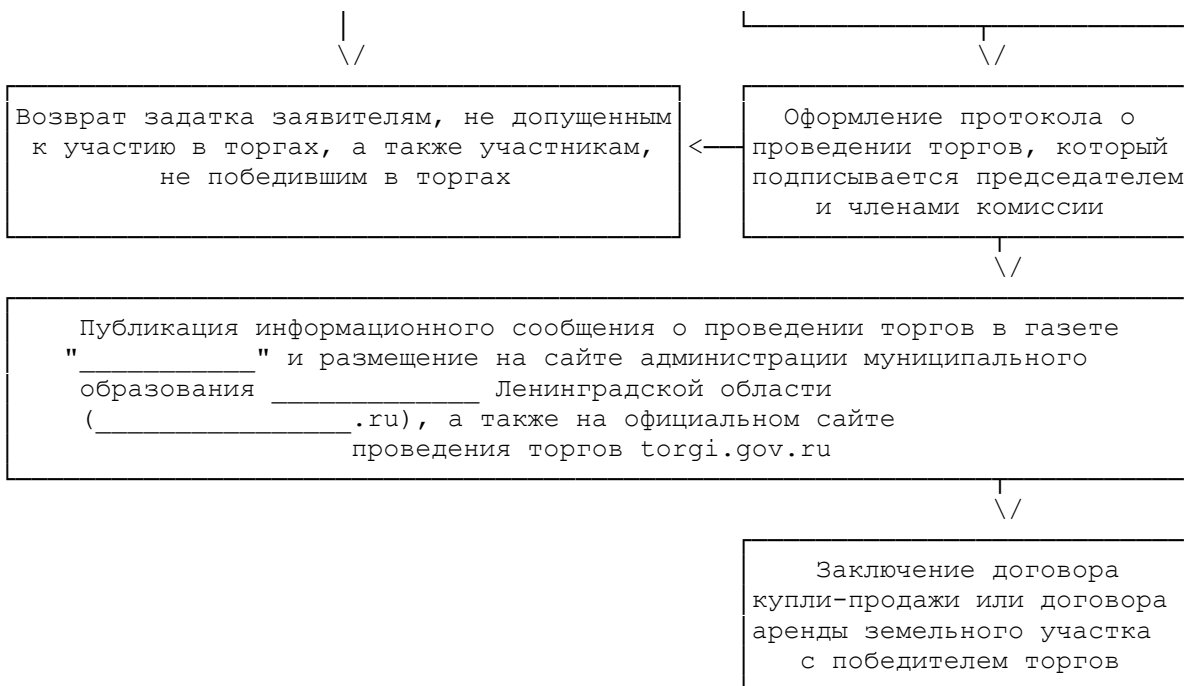 Возврат задатка заявителям, не допущенным
к участию в торгах, а также участникам,
не победившим в торгах
Оформление протокола о
проведении торгов, который
подписывается председателем
и членами комиссии
Публикация информационного сообщения о проведении торгов в газете
"___________" и размещение на сайте администрации муниципального
образования _____________ Ленинградской области
(________________.ru), а также на официальном сайте
проведения торгов torgi.gov.ru
Заключение договора
купли-продажи или договора
аренды земельного участка
с победителем торгов